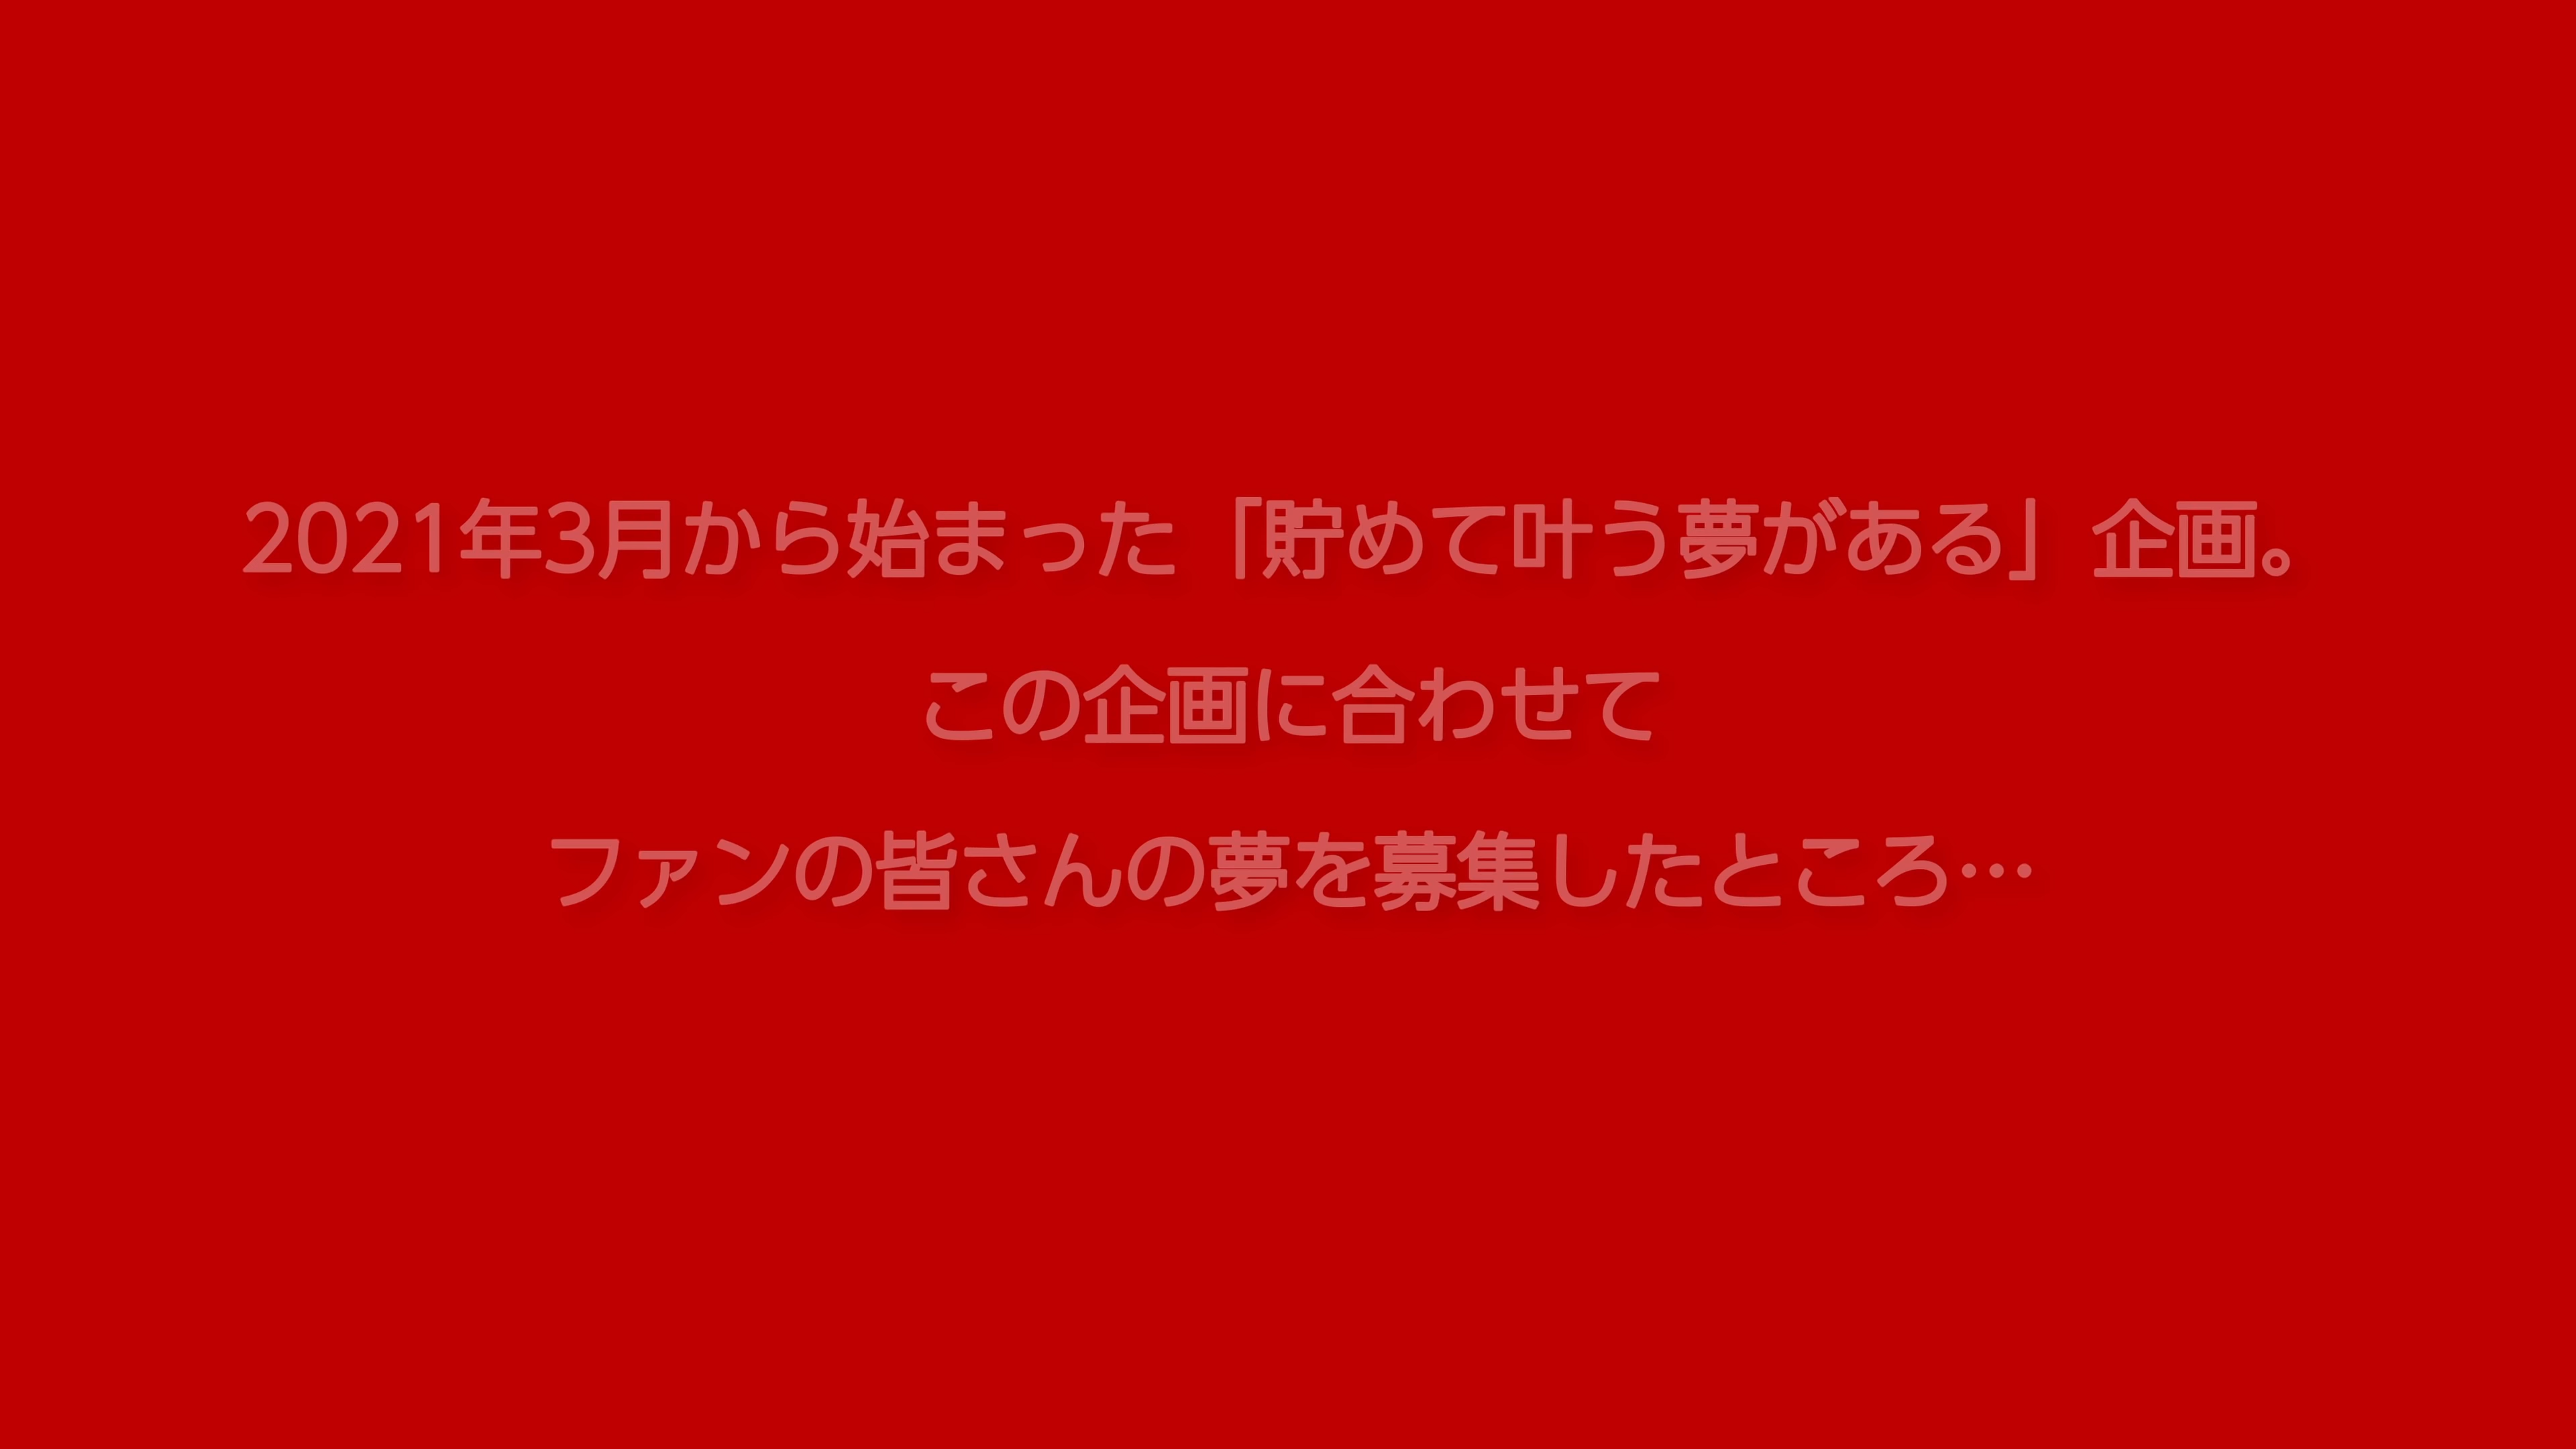 2021年3月から始まった「貯めて叶う夢がある」企画。
この企画に合わせて
ファンの皆さんの夢を募集したところ…